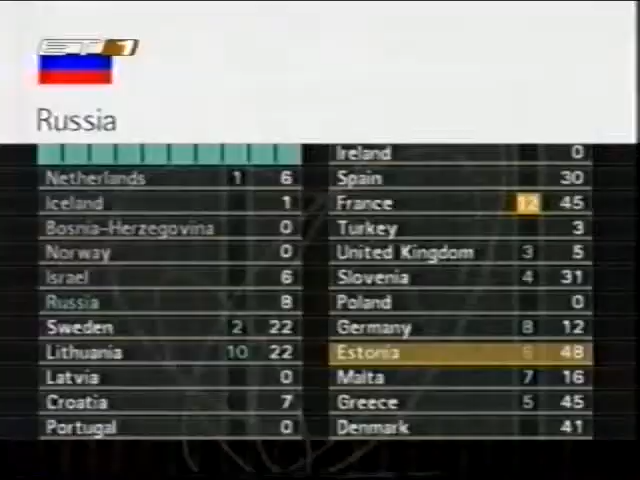 ET1
Russia
Netherlands 1 6
Iceland 1
Bosnia-Herzegovina 0
Norway 0
Israel 6
Russia 8
Sweden 2 22
Lithuania 10 22
Latvia 0
Croatia 7
Portugal 0
Ireland 0
Spain 30
France 12 45
Turkey 3
United Kingdom 3 5
Slovenia 4 31
Poland 0
Germany 8 12
Estonia 6 48
Malta 7 16
Greece 5 45
Denmark 41